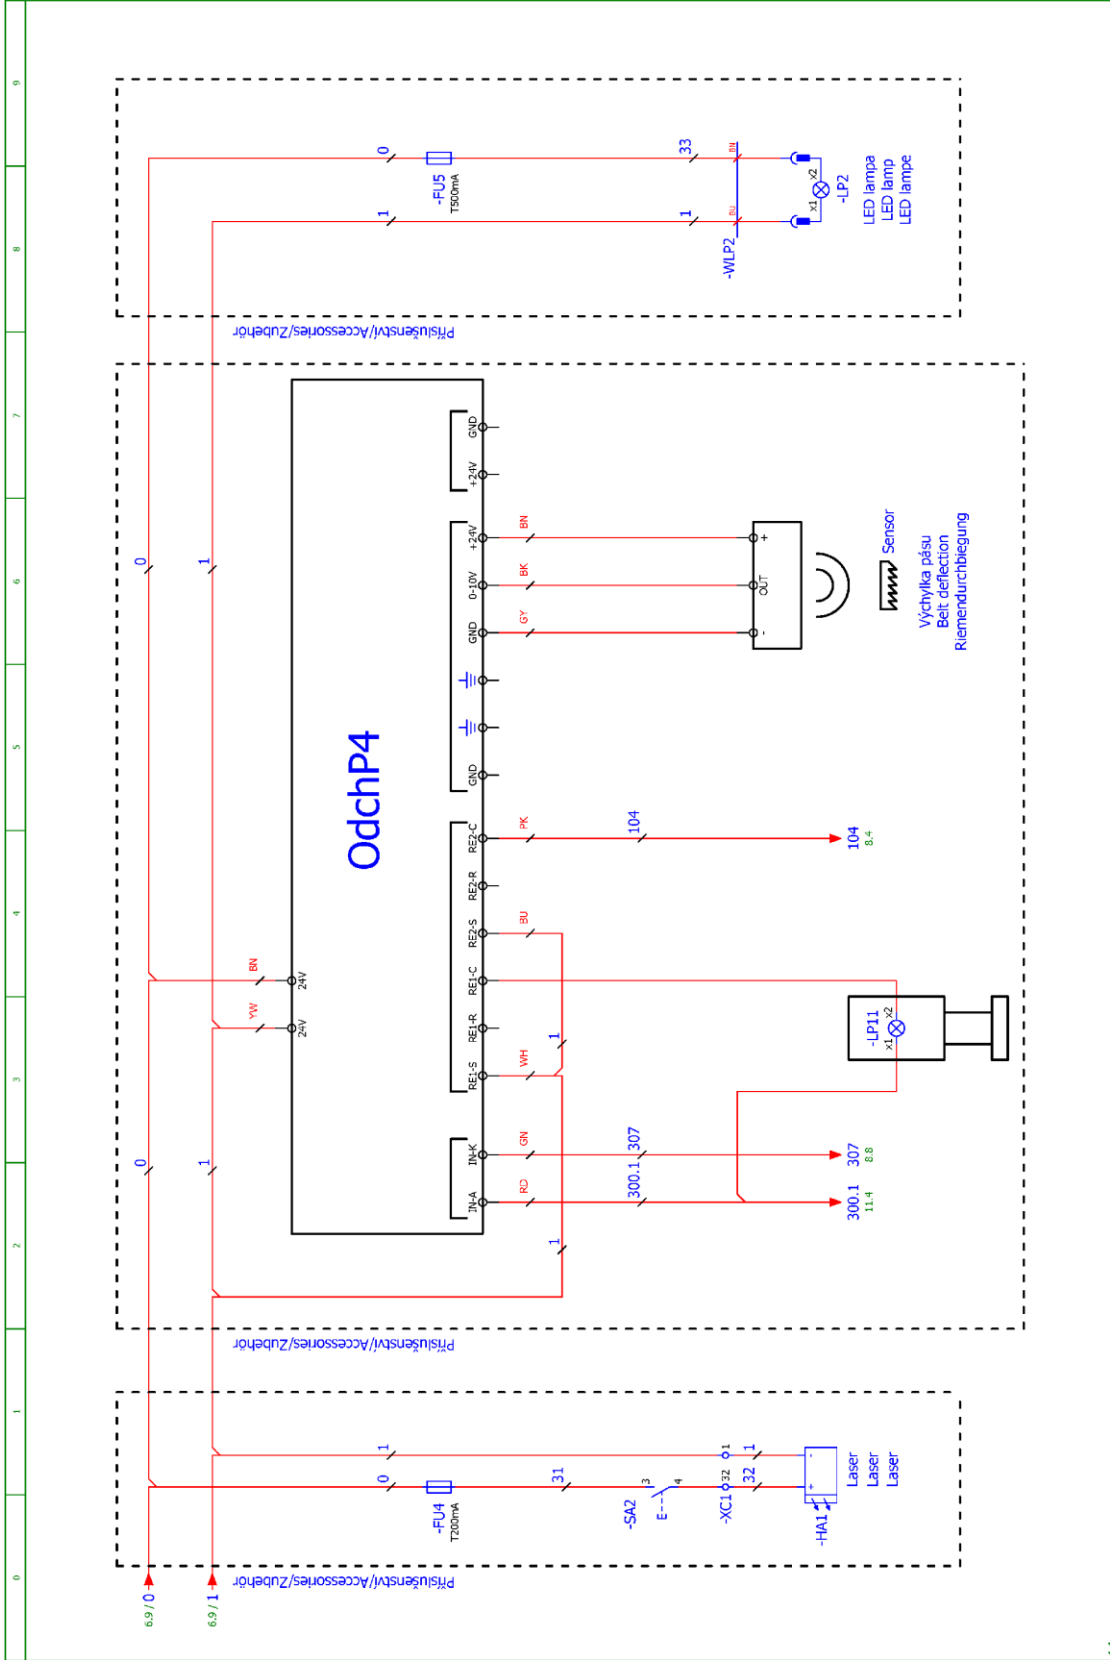 0
1
2
3
4
5
6
7
8
9
6.9 / 0
6.9 / 1
Příslušenství/Accessories/Zubehör
0
1
-FU4
T200mA
31
-SA2
E
3
4
-XC1
32
1
32
1
-HA1
+
-
Laser
Laser
Laser
Příslušenství/Accessories/Zubehör
0
1
0
1
YW
BN
24V
24V
OdchP4
IN-A
IN-K
RE1-S
RE1-R
RE1-C
RE2-S
RE2-R
RE2-C
GND
GND
0-10V
+24V
+24V
GND
RD
GN
WH
BU
PK
GY
BK
BN
1
1
300.1
307
104
300.1
11.4
307
8.8
-LP11
x1
x2
104
8.4
-
OUT
+
Sensor
Výchylka pásu
Belt deflection
Riemendurchbiegung
Příslušenství/Accessories/Zubehör
1
0
-FU5
T500mA
1
33
-WLP2
BU
BN
x1
x2
-LP2
LED lampa
LED lamp
LED lampe